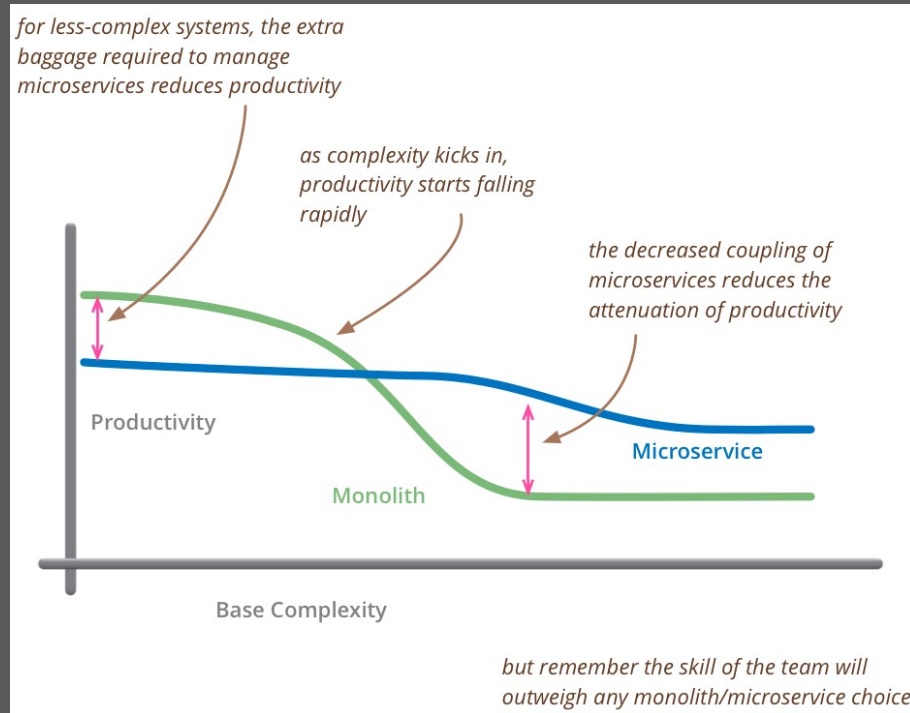 for less-complex systems, the extra
baggage required to manage
microservices reduces productivity
as complexity kicks in,
productivity starts falling
rapidly
the decreased coupling of
microservices reduces the
attenuation of productivity
Productivity
Microservice
Monolith
Base Complexity
but remember the skill of the team will
outweigh any monolith/microservice choice